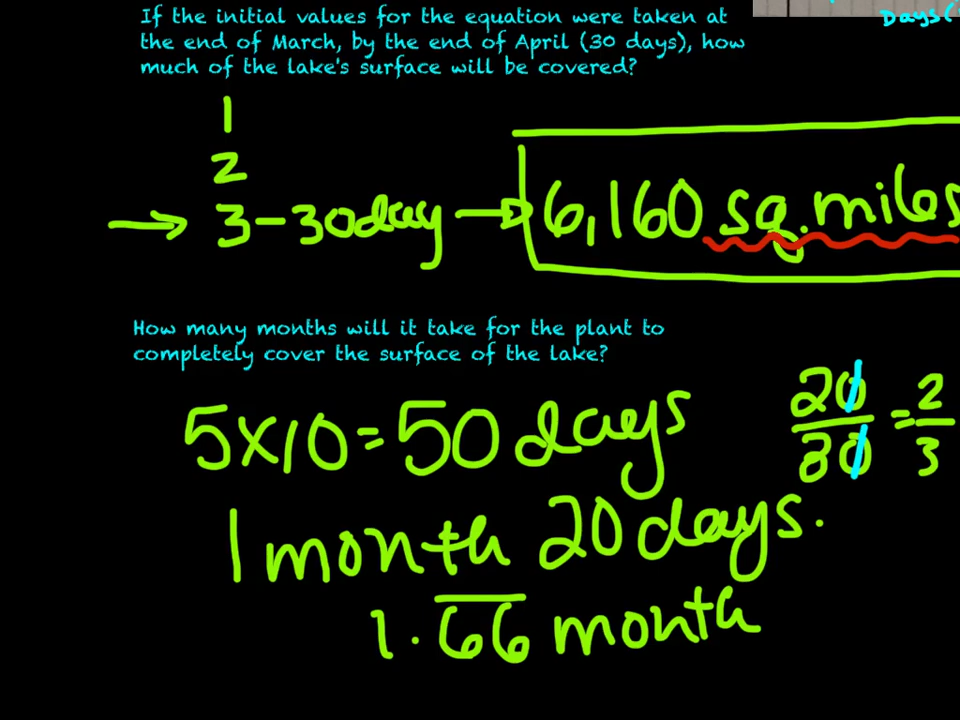 Days(
If the initial values for the equation were taken at
the end of March, by the end of April (30 days), how
much of the lake's surface will be covered?
1
2
→ 3 - 30 day → 6,160 sq. miles
How many months will it take for the plant to
completely cover the surface of the lake?
20/30 = 2/3
5x10 = 50 days
1 month 20 days.
1.66 month